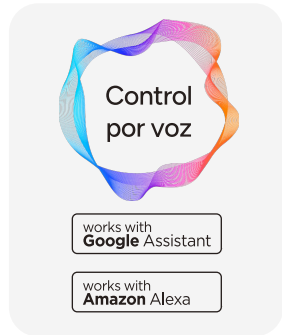 Control
por voz
works with
Google Assistant
works with
Amazon Alexa